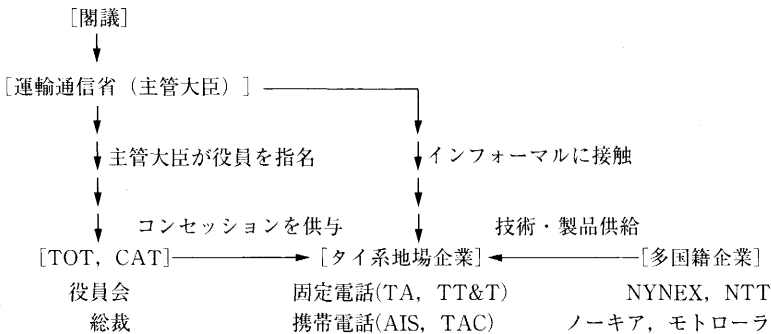 [閣議]
[運輸通信省（主管大臣）]
主管大臣が役員を指名
インフォーマルに接触
コンセッションを供与
技術・製品供給
[TOT，CAT]
[タイ系地場企業]
[多国籍企業]
役員会
固定電話(TA，TT&T)
NYNEX，NTT
総裁
携帯電話(AIS，TAC)
ノーキア，モトローラ